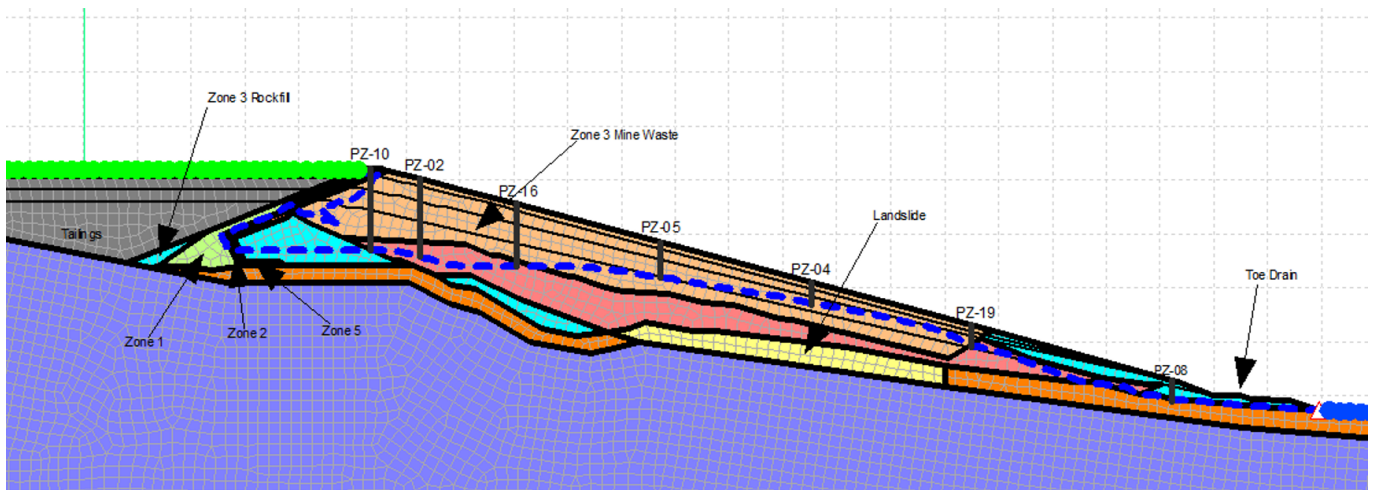 Zone 3 Rockfill
Zone 3 Mine Waste
PZ-10
PZ-02
PZ-16
Landslide
PZ-05
Tailings
PZ-04
Toe Drain
PZ-19
Zone 1
Zone 2
Zone 5
PZ-08